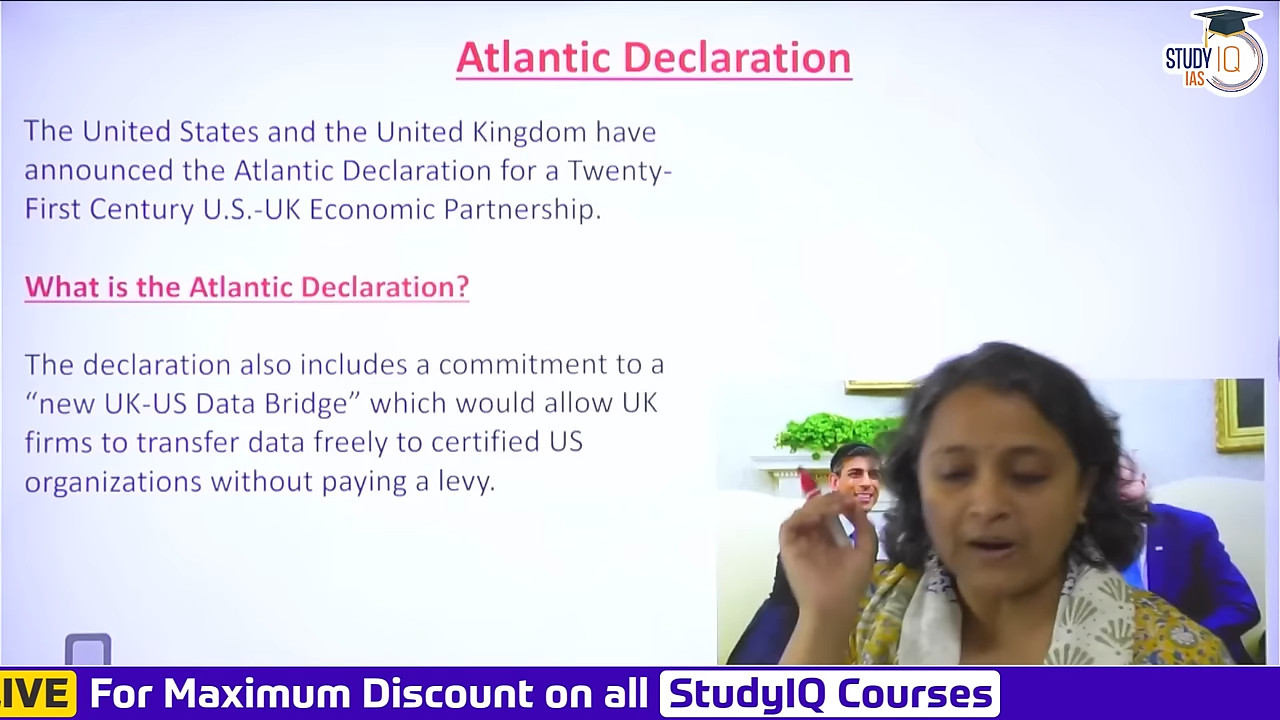 Atlantic Declaration
STUDY IQ
IAS
The United States and the United Kingdom have
announced the Atlantic Declaration for a Twenty-
First Century U.S.-UK Economic Partnership.
What is the Atlantic Declaration?
The declaration also includes a commitment to a
“new UK-US Data Bridge” which would allow UK
firms to transfer data freely to certified US
organizations without paying a levy.
LIVE For Maximum Discount on all StudyIQ Courses